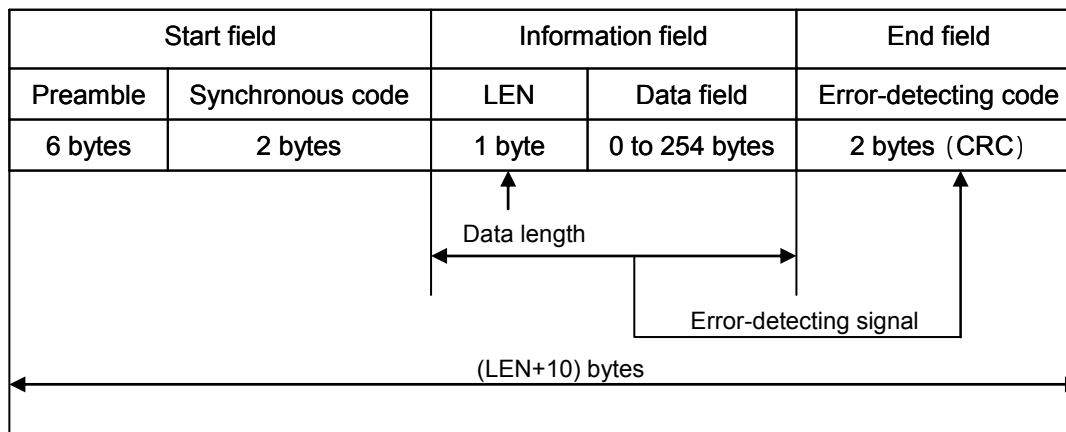 Start field Information field End field
Preamble Synchronous code LEN Data field Error-detecting code
6 bytes 2 bytes 1 byte 0 to 254 bytes 2 bytes (CRC)
Data length
Error-detecting signal
(LEN+10) bytes